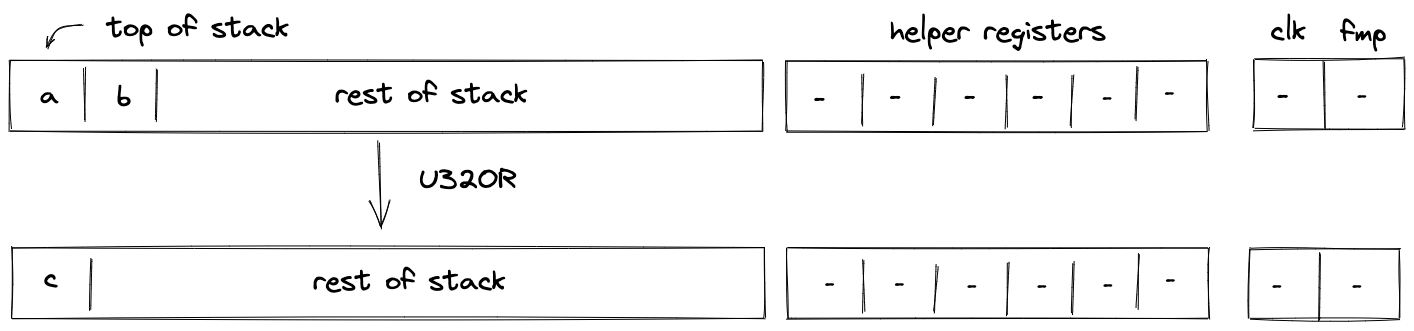 top of stack
helper registers
clk fmp
a b rest of stack - - - - - - - -
U32OR
c rest of stack - - - - - - - -